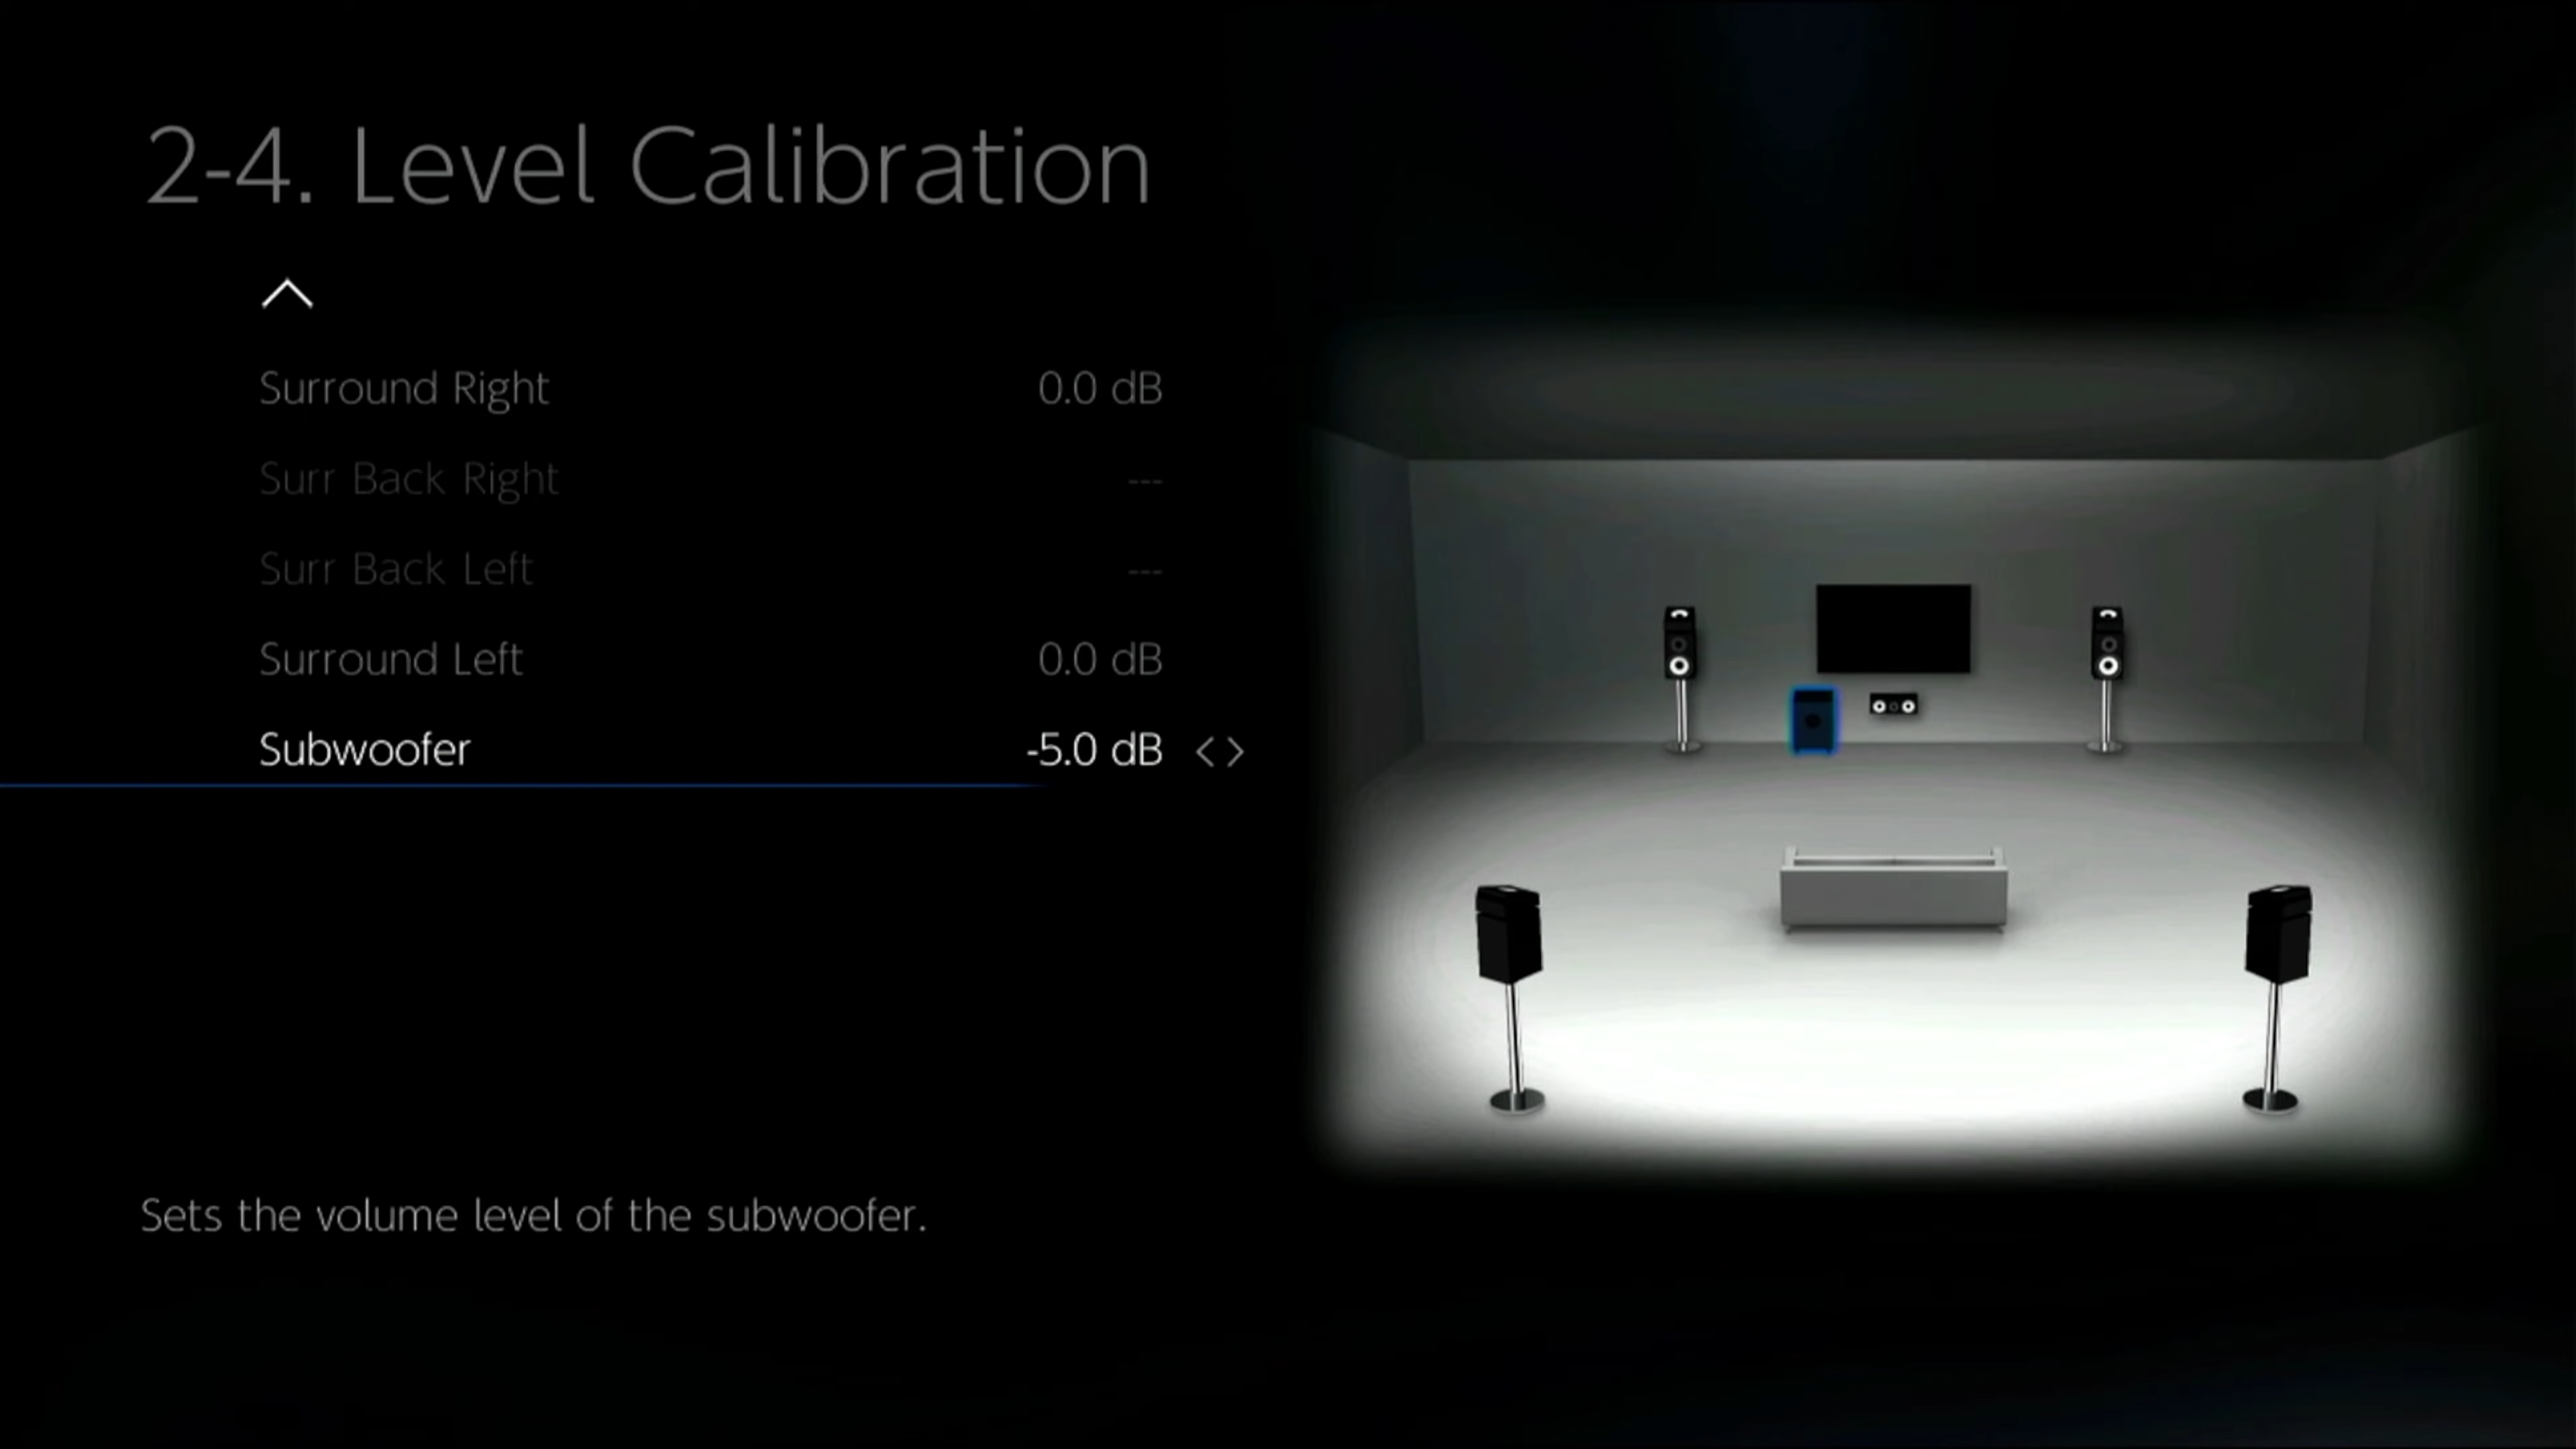 2-4. Level Calibration
Surround Right 0.0 dB
Surr Back Right ---
Surr Back Left ---
Surround Left 0.0 dB
Subwoofer -5.0 dB
Sets the volume level of the subwoofer.